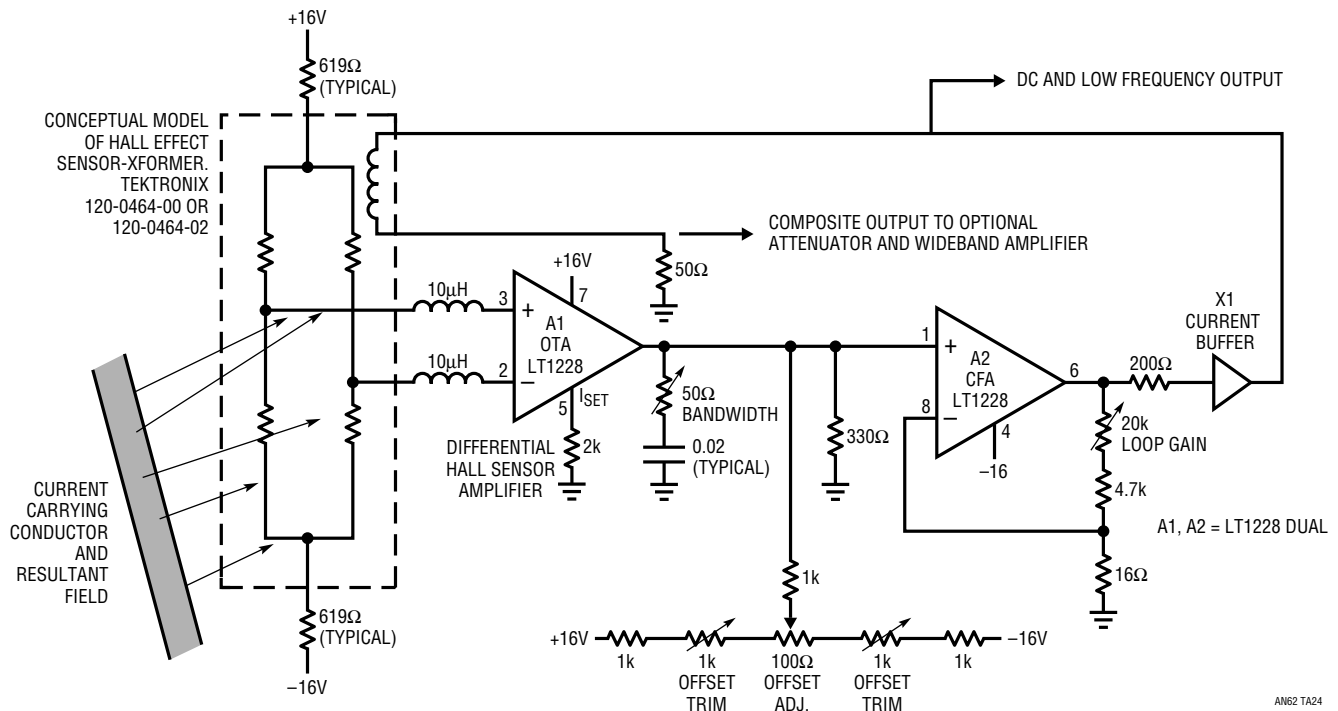 +16V
619Ω
(TYPICAL)
CONCEPTUAL MODEL
OF HALL EFFECT
SENSOR-XFORMER.
TEKTRONIX
120-0464-00 OR
120-0464-02
DC AND LOW FREQUENCY OUTPUT
COMPOSITE OUTPUT TO OPTIONAL
ATTENUATOR AND WIDEBAND AMPLIFIER
50Ω
+16V
7
10µH
3
+
A1
OTA
LT1228
10µH
2
–
5
ISET
2k
DIFFERENTIAL
HALL SENSOR
AMPLIFIER
50Ω
BANDWIDTH
0.02
(TYPICAL)
330Ω
1
+
A2
CFA
LT1228
6
8
–
4
–16
200Ω
X1
CURRENT
BUFFER
20k
LOOP GAIN
4.7k
A1, A2 = LT1228 DUAL
16Ω
CURRENT
CARRYING
CONDUCTOR
AND
RESULTANT
FIELD
619Ω
(TYPICAL)
–16V
1k
+16V
1k
1k
OFFSET
TRIM
100Ω
OFFSET
ADJ.
1k
OFFSET
TRIM
1k
–16V
AN62 TA24